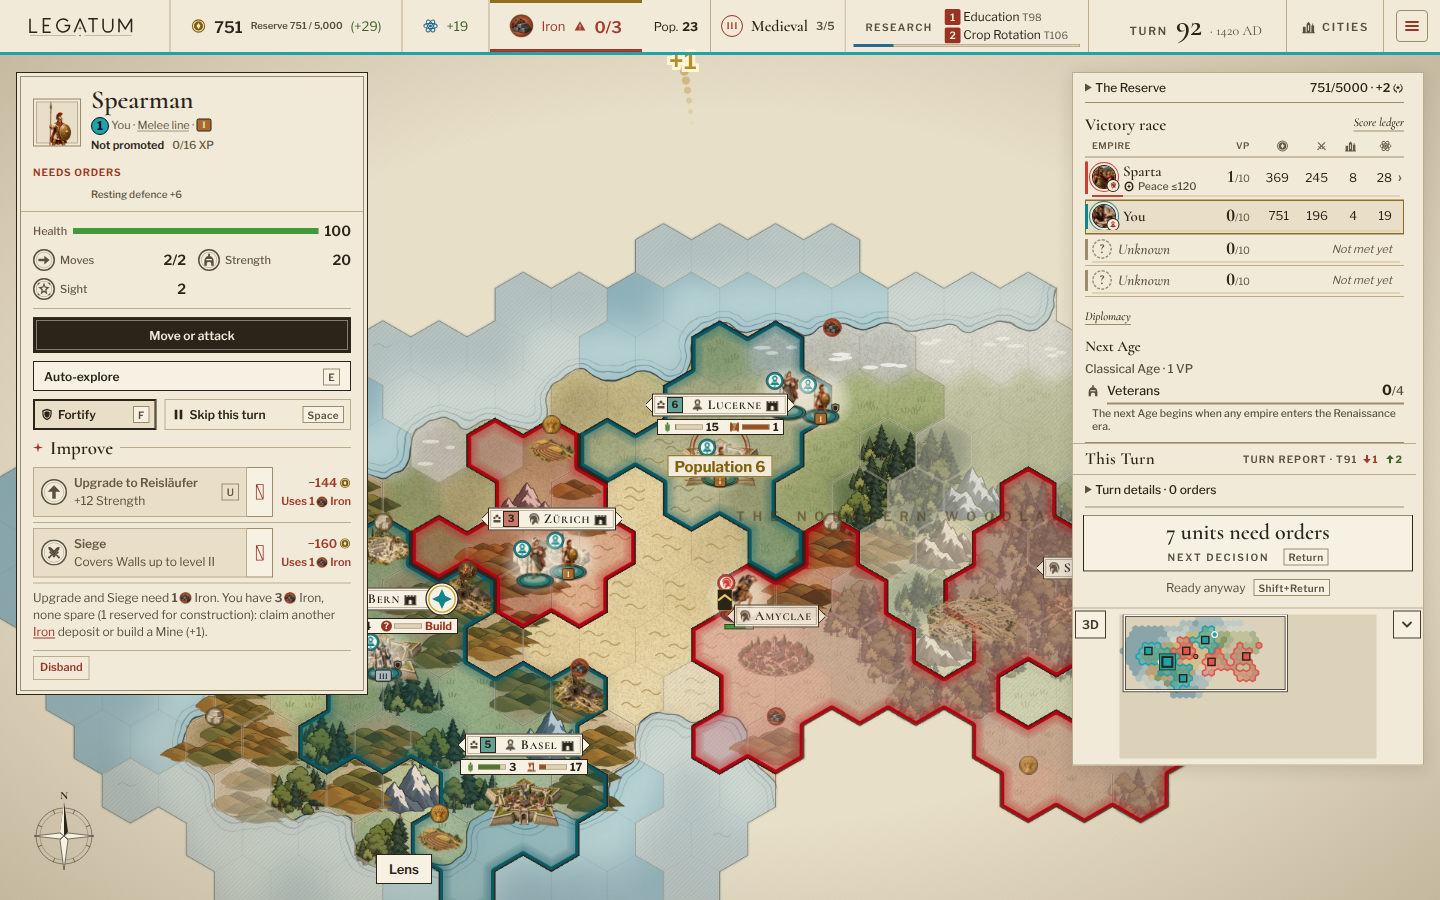 LEGATUM
751 Reserve 751 / 5,000 (+29)
+19
Iron 0/3
Pop. 23
III Medieval 3/5
RESEARCH
1 Education T98
2 Crop Rotation T106
TURN 92 · 1420 AD
CITIES
+1
Spearman
1 You · Melee line · I
Not promoted 0/16 XP
NEEDS ORDERS
Resting defence +6
Health 100
Moves 2/2
Strength 20
Sight 2
Move or attack
Auto-explore E
Fortify F
Skip this turn Space
Improve
Upgrade to Reisläufer U −144
+12 Strength Uses 1 Iron
Siege −160
Covers Walls up to level II Uses 1 Iron
Upgrade and Siege need 1 Iron. You have 3 Iron,
none spare (1 reserved for construction): claim another
Iron deposit or build a Mine (+1).
Disband
6 LUCERNE
15 1
I
Population 6
I
3 ZÜRICH
I
THE NORTHERN WOODLAN
S
BERN
? Build
III
AMYCLAE
5 BASEL
3 17
N
Lens
The Reserve 751/5000 · +2
Victory race Score ledger
EMPIRE VP
Sparta 1/10 369 245 8 28 ›
Peace ≤120
You 0/10 751 196 4 19
? Unknown 0/10 Not met yet
? Unknown 0/10 Not met yet
Diplomacy
Next Age
Classical Age · 1 VP
Veterans 0/4
The next Age begins when any empire enters the Renaissance
era.
This Turn TURN REPORT · T91 1 2
Turn details · 0 orders
7 units need orders
NEXT DECISION Return
Ready anyway Shift+Return
3D